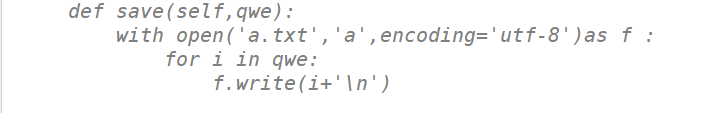 def save(self,qwe):
    with open('a.txt','a',encoding='utf-8')as f :
        for i in qwe:
            f.write(i+'\n')